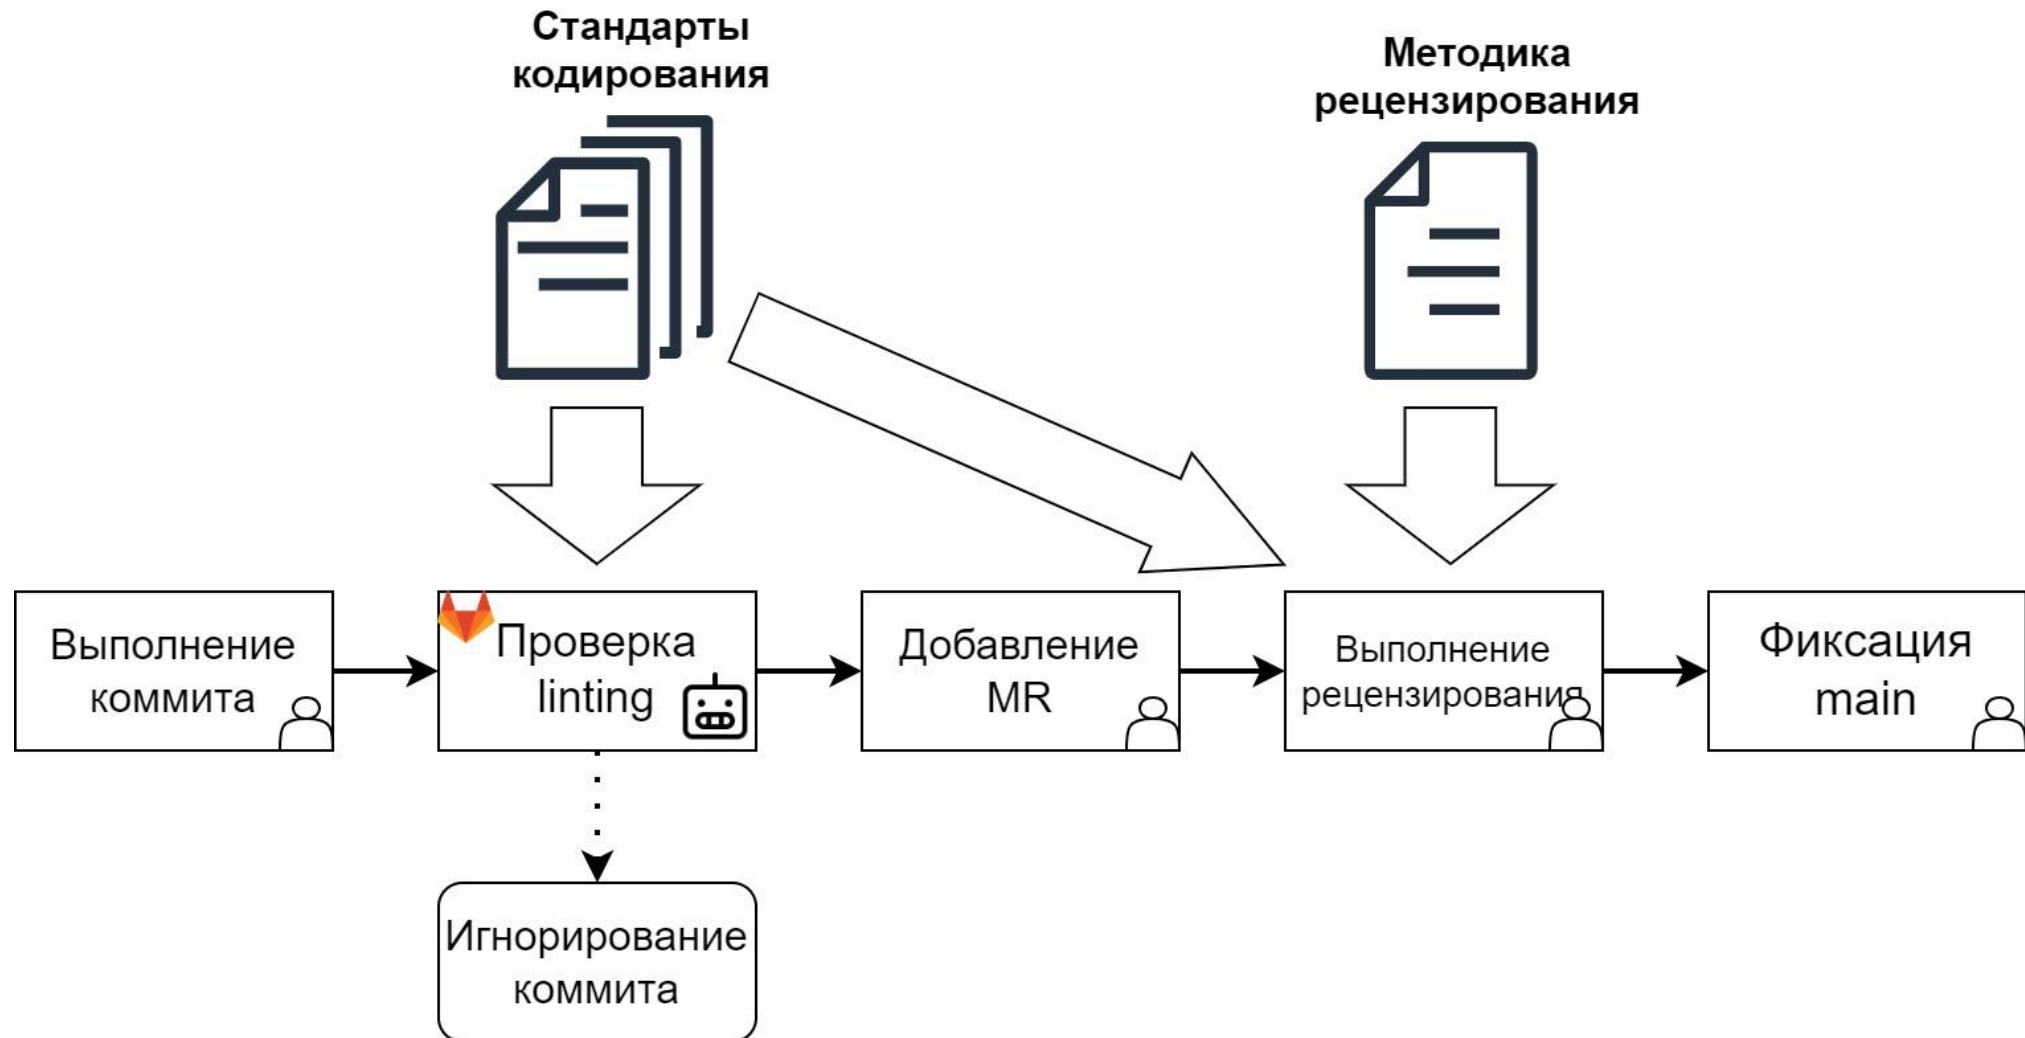 Стандарты
кодирования
Методика
рецензирования
Выполнение
коммита
Проверка
linting
Добавление
MR
Выполнение
рецензирования
Фиксация
main
Игнорирование
коммита